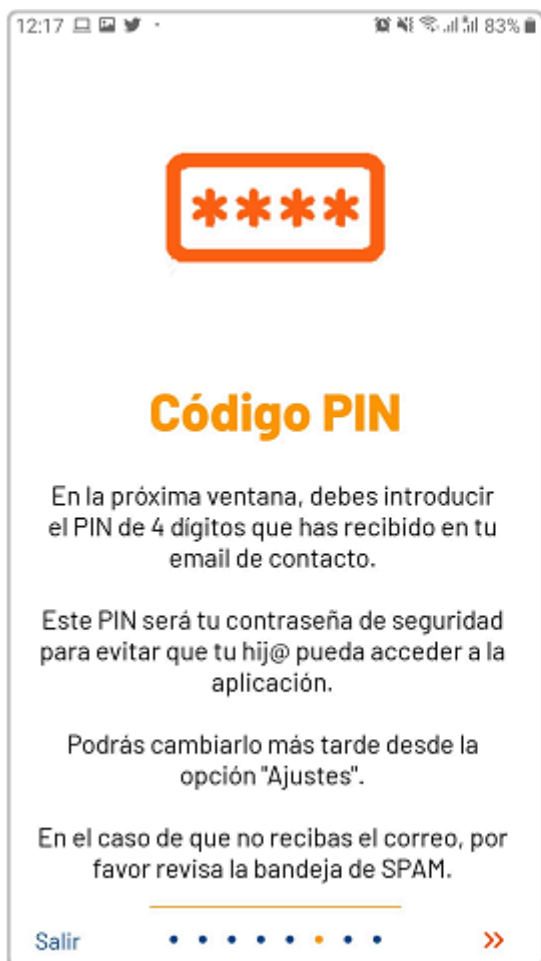 12:17
83%
****
Código PIN
En la próxima ventana, debes introducir
el PIN de 4 dígitos que has recibido en tu
email de contacto.
Este PIN será tu contraseña de seguridad
para evitar que tu hij@ pueda acceder a la
aplicación.
Podrás cambiarlo más tarde desde la
opción "Ajustes".
En el caso de que no recibas el correo, por
favor revisa la bandeja de SPAM.
Salir
»